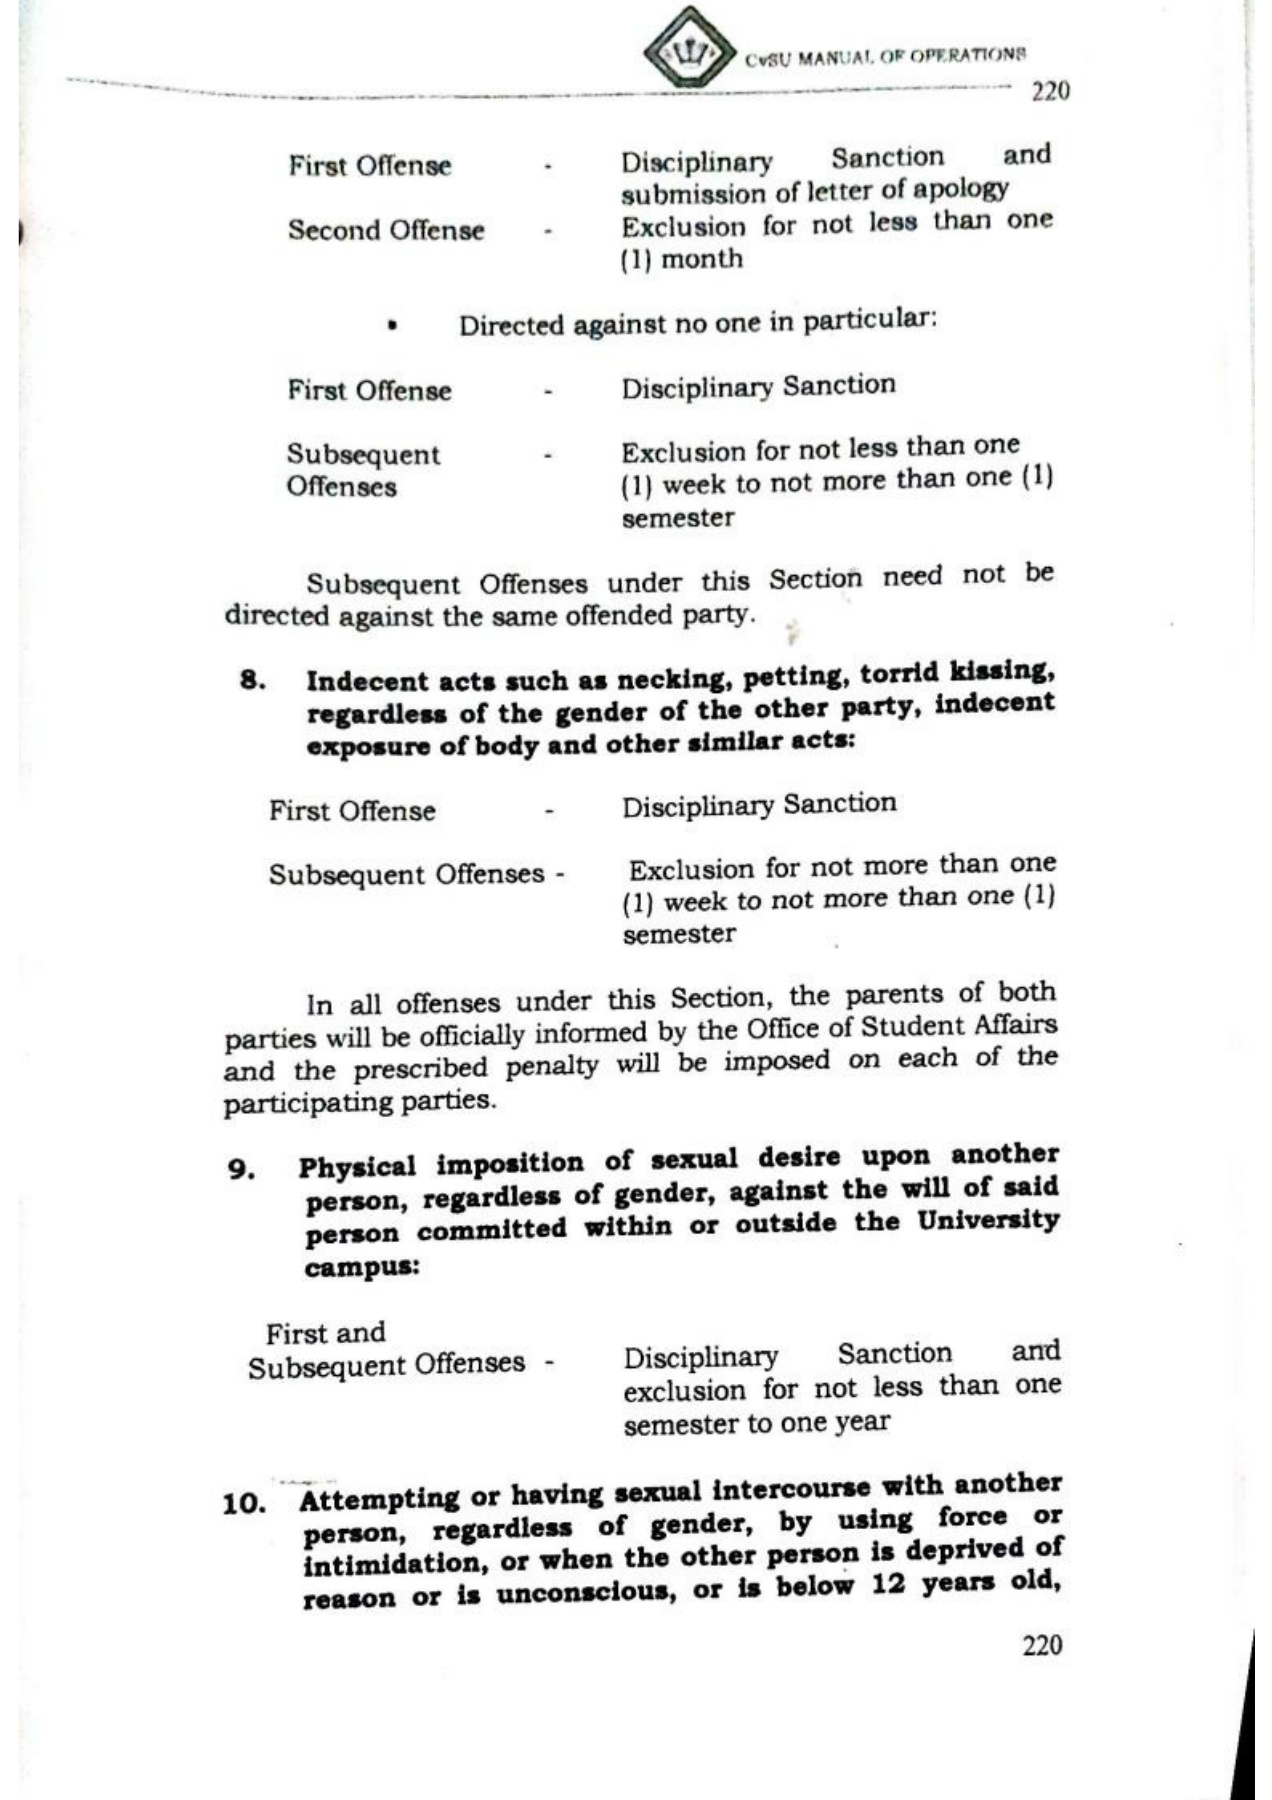 CvSU MANUAL OF OPERATIONS
220
First Offense - Disciplinary Sanction and
submission of letter of apology
Second Offense - Exclusion for not less than one
(1) month
• Directed against no one in particular:
First Offense - Disciplinary Sanction
Subsequent - Exclusion for not less than one
Offenses (1) week to not more than one (1)
semester
Subsequent Offenses under this Section need not be
directed against the same offended party.
8. Indecent acts such as necking, petting, torrid kissing,
regardless of the gender of the other party, indecent
exposure of body and other similar acts:
First Offense - Disciplinary Sanction
Subsequent Offenses - Exclusion for not more than one
(1) week to not more than one (1)
semester
In all offenses under this Section, the parents of both
parties will be officially informed by the Office of Student Affairs
and the prescribed penalty will be imposed on each of the
participating parties.
9. Physical imposition of sexual desire upon another
person, regardless of gender, against the will of said
person committed within or outside the University
campus:
First and
Subsequent Offenses - Disciplinary Sanction and
exclusion for not less than one
semester to one year
10. Attempting or having sexual intercourse with another
person, regardless of gender, by using force or
intimidation, or when the other person is deprived of
reason or is unconscious, or is below 12 years old,
220